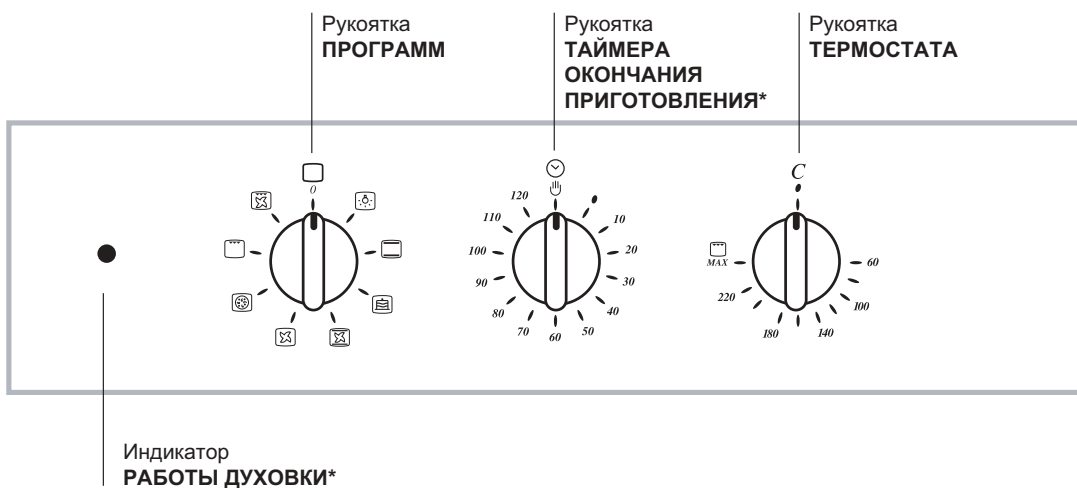 Рукоятка
ПРОГРАММ
Рукоятка
ТАЙМЕРА
ОКОНЧАНИЯ
ПРИГОТОВЛЕНИЯ*
Рукоятка
ТЕРМОСТАТА
0
120
110
100
90
80
70
60
50
40
30
20
10
C
MAX
220
180
140
100
60
Индикатор
РАБОТЫ ДУХОВКИ*